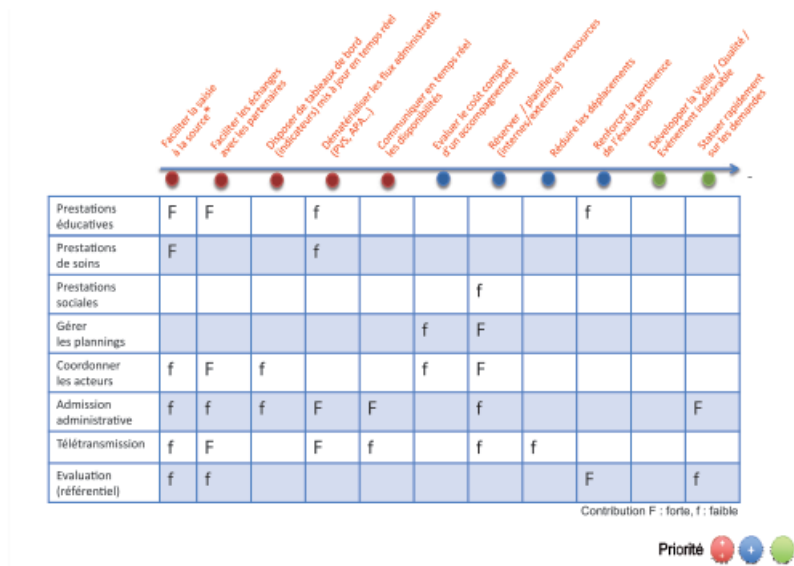 Faciliter la saisie
à la source*
Faciliter les échanges
avec les partenaires
Disposer de tableaux de bord
(indicateurs) mis à jour en temps réel
Dématérialiser les flux administratifs
(PVS, APA...)
Communiquer en temps réel
les disponibilités
Evaluer le coût complet
d'un accompagnement
Réserver / planifier les ressources
(internes/externes)
Réduire les déplacements
Renforcer la pertinence
de l'évaluation
Développer la Veille / Qualité /
Evénement indésirable
Statuer rapidement
sur les demandes
-
Prestations
éducatives
F F f f
Prestations
de soins
F f
Prestations
sociales
f
Gérer
les plannings
f F
Coordonner
les acteurs
f F f f F
Admission
administrative
f f f F F f F
Télétransmission f F F f f f
Evaluation
(référentiel)
f f F f
Contribution F : forte, f : faible
Priorité + + +